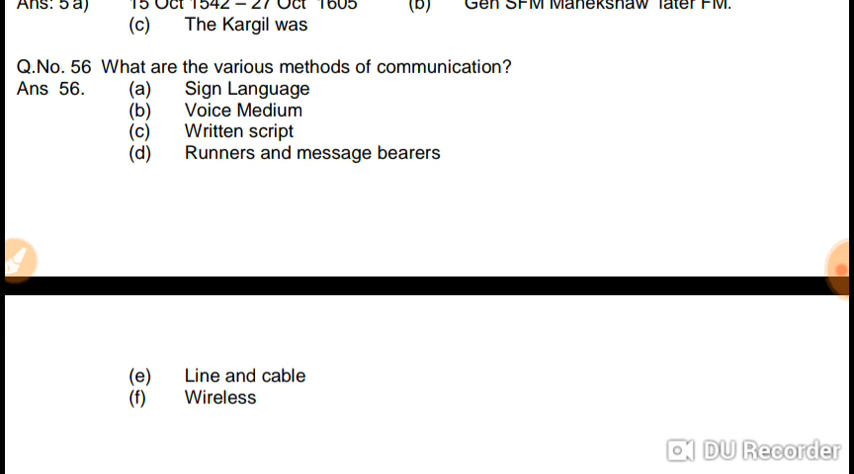 Ans: 5 a) 15 Oct 1542 – 27 Oct 1605 (b) Gen SFM Manekshaw later FM.
(c) The Kargil was
Q.No. 56 What are the various methods of communication?
Ans 56. (a) Sign Language
(b) Voice Medium
(c) Written script
(d) Runners and message bearers
(e) Line and cable
(f) Wireless
DU Recorder